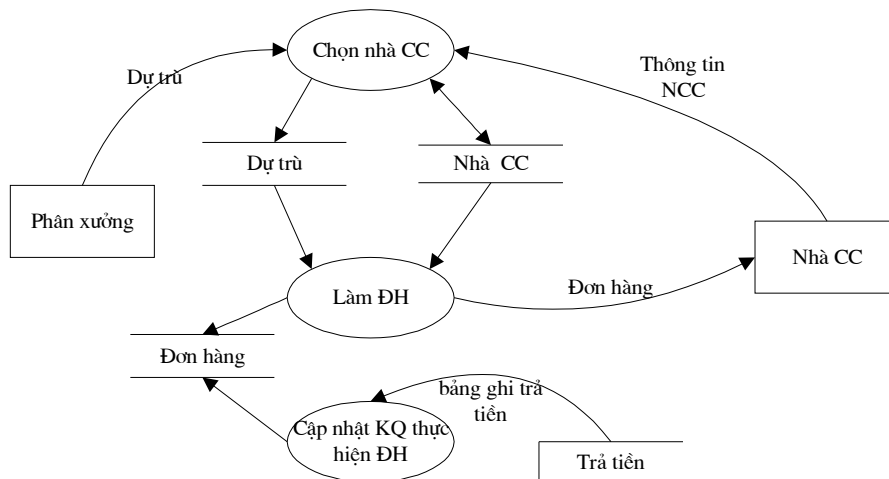 Chọn nhà CC
Dự trù
Thông tin
NCC
Dự trù
Nhà CC
Phân xưởng
Nhà CC
Làm ĐH
Đơn hàng
Đơn hàng
bảng ghi trả
tiền
Cập nhật KQ thực
hiện ĐH
Trả tiền